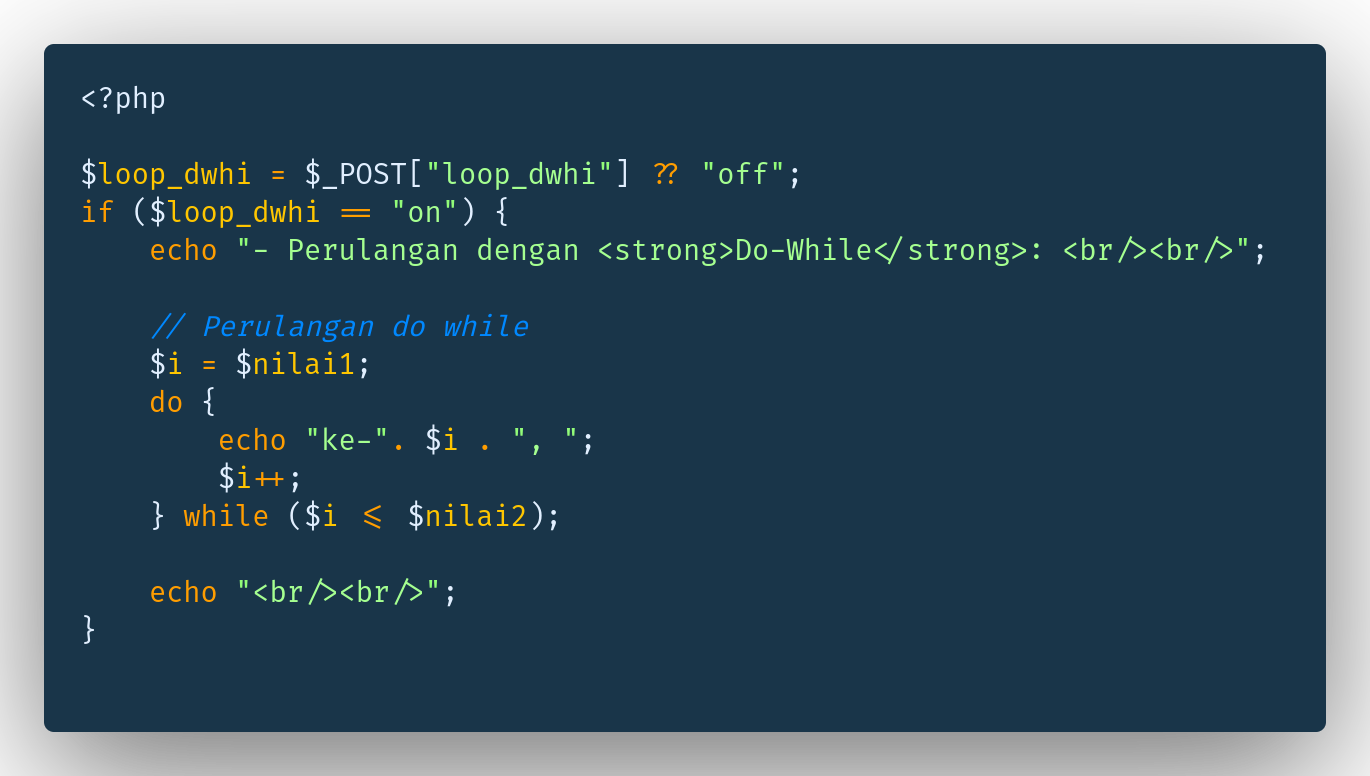 <?php
$loop_dwhi = $_POST["loop_dwhi"] ?? "off";
if ($loop_dwhi == "on") {
    echo "- Perulangan dengan <strong>Do-While</strong>: <br/><br/>";
    // Perulangan do while
    $i = $nilai1;
    do {
        echo "ke-". $i . ", ";
        $i++;
    } while ($i <= $nilai2);
    echo "<br/><br/>";
}